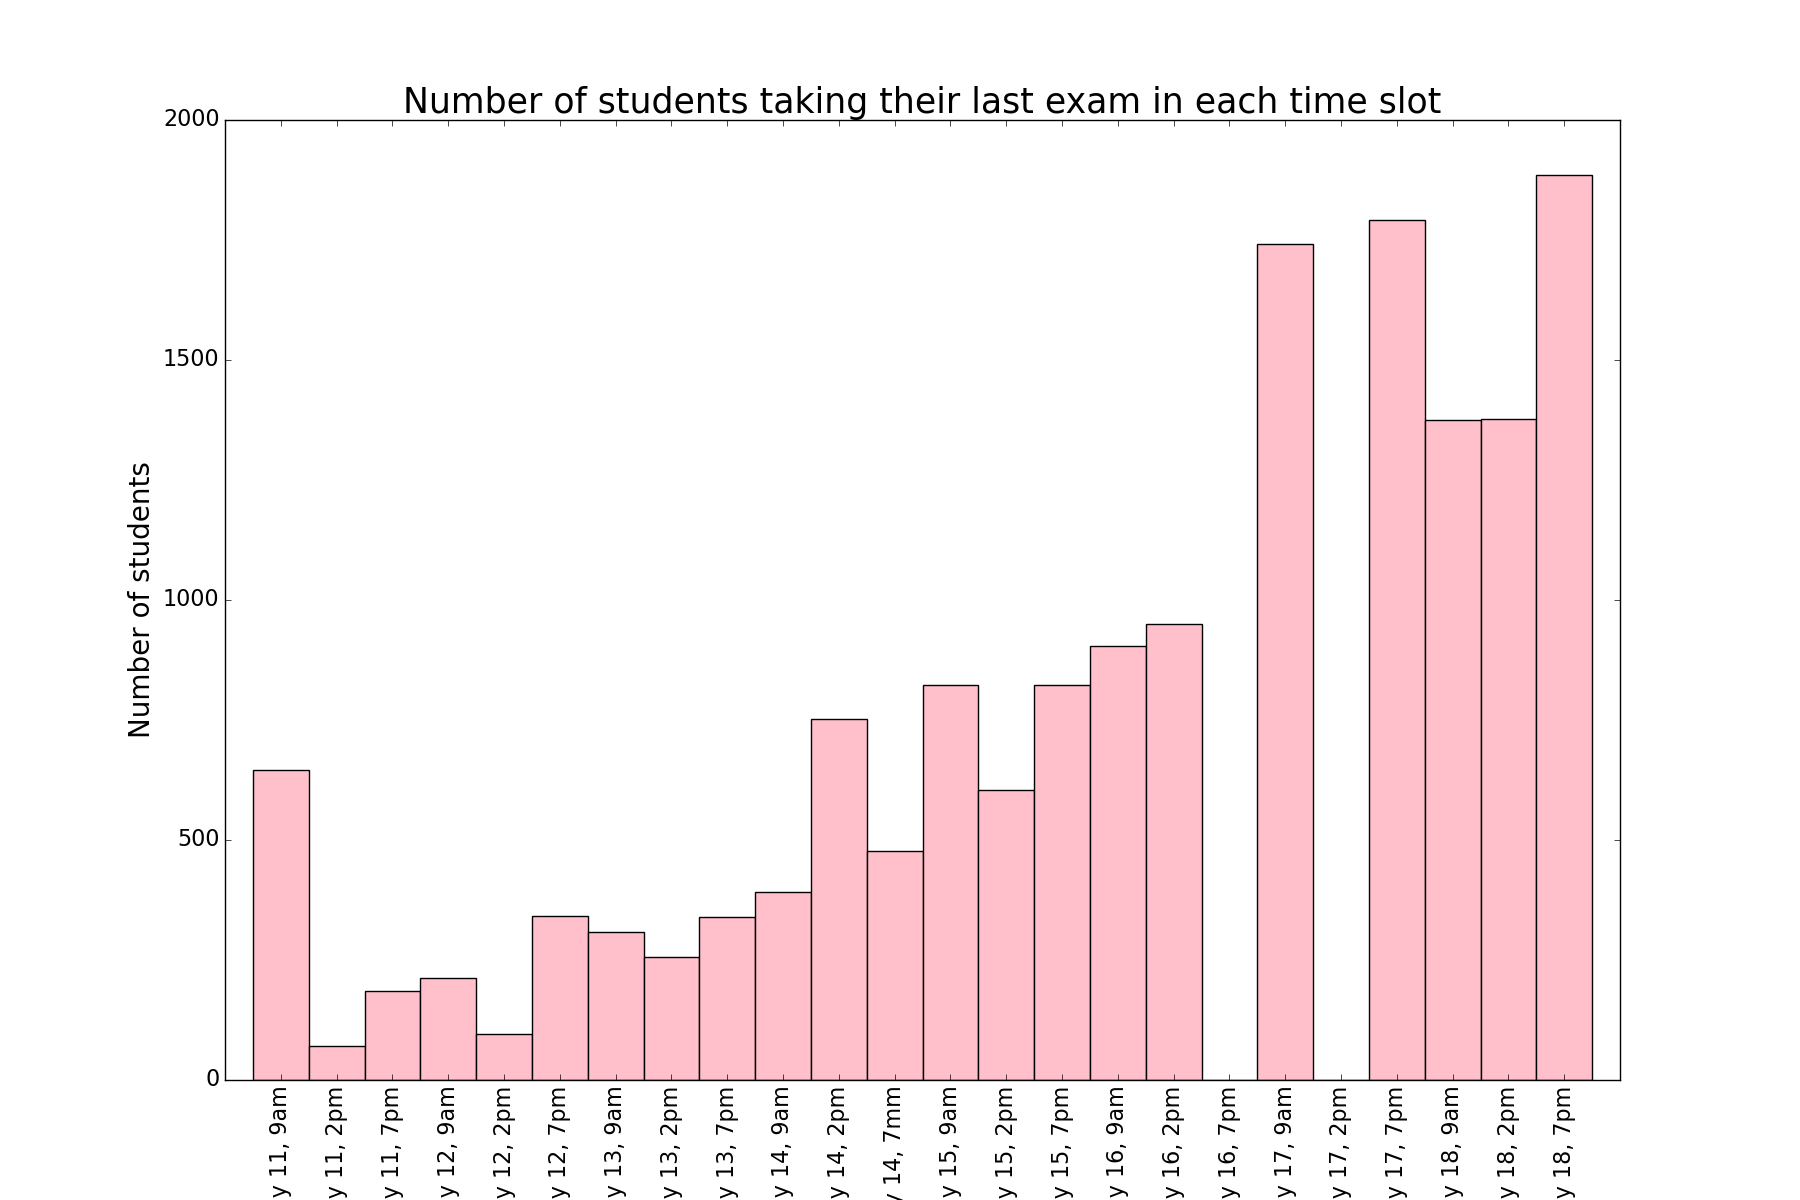 Number of students taking their last exam in each time slot
Number of students
2000
1500
1000
500
0
y 11, 9am
y 11, 2pm
y 11, 7pm
y 12, 9am
y 12, 2pm
y 12, 7pm
y 13, 9am
y 13, 2pm
y 13, 7pm
y 14, 9am
y 14, 2pm
y 14, 7mm
y 15, 9am
y 15, 2pm
y 15, 7pm
y 16, 9am
y 16, 2pm
y 16, 7pm
y 17, 9am
y 17, 2pm
y 17, 7pm
y 18, 9am
y 18, 2pm
y 18, 7pm